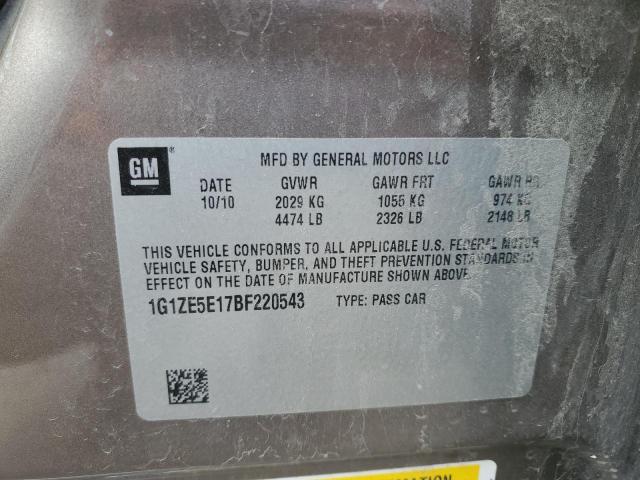 GM
MFD BY GENERAL MOTORS LLC
DATE GVWR GAWR FRT GAWR RR
10/10 2029 KG 1055 KG 974 KG
4474 LB 2326 LB 2148 LB
THIS VEHICLE CONFORMS TO ALL APPLICABLE U.S. FEDERAL MOTOR
VEHICLE SAFETY, BUMPER, AND THEFT PREVENTION STANDARDS IN
EFFECT ON THE DATE OF MANUFACTURE SHOWN ABOVE.
1G1ZE5E17BF220543 TYPE: PASS CAR